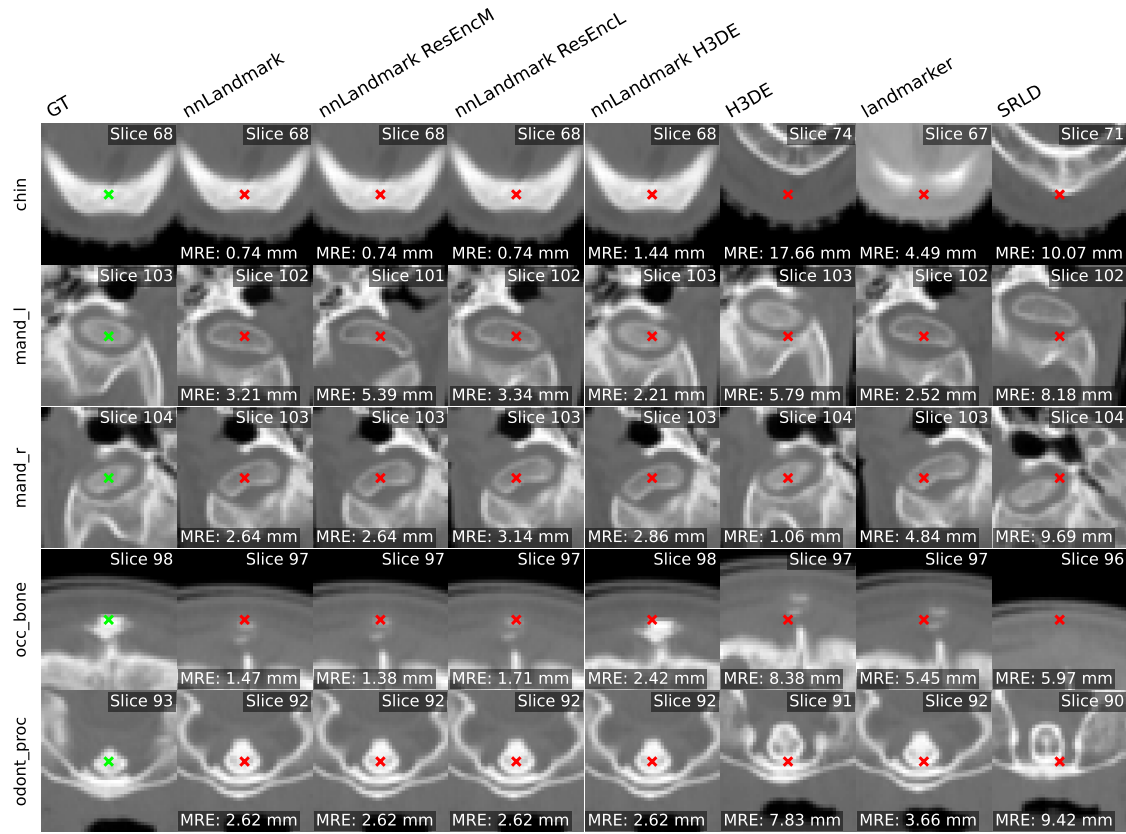 GT
nnLandmark
nnLandmark ResEncM
nnLandmark ResEncL
nnLandmark H3DE
H3DE
landmarker
SRLD
chin
Slice 68
Slice 68
Slice 68
Slice 68
Slice 68
Slice 74
Slice 67
Slice 71
MRE: 0.74 mm
MRE: 0.74 mm
MRE: 0.74 mm
MRE: 1.44 mm
MRE: 17.66 mm
MRE: 4.49 mm
MRE: 10.07 mm
mand_l
Slice 103
Slice 102
Slice 101
Slice 102
Slice 103
Slice 103
Slice 102
Slice 102
MRE: 3.21 mm
MRE: 5.39 mm
MRE: 3.34 mm
MRE: 2.21 mm
MRE: 5.79 mm
MRE: 2.52 mm
MRE: 8.18 mm
mand_r
Slice 104
Slice 103
Slice 103
Slice 103
Slice 103
Slice 104
Slice 103
Slice 104
MRE: 2.64 mm
MRE: 2.64 mm
MRE: 3.14 mm
MRE: 2.86 mm
MRE: 1.06 mm
MRE: 4.84 mm
MRE: 9.69 mm
occ_bone
Slice 98
Slice 97
Slice 97
Slice 97
Slice 98
Slice 97
Slice 97
Slice 96
MRE: 1.47 mm
MRE: 1.38 mm
MRE: 1.71 mm
MRE: 2.42 mm
MRE: 8.38 mm
MRE: 5.45 mm
MRE: 5.97 mm
odont_proc
Slice 93
Slice 92
Slice 92
Slice 92
Slice 92
Slice 91
Slice 92
Slice 90
MRE: 2.62 mm
MRE: 2.62 mm
MRE: 2.62 mm
MRE: 2.62 mm
MRE: 7.83 mm
MRE: 3.66 mm
MRE: 9.42 mm